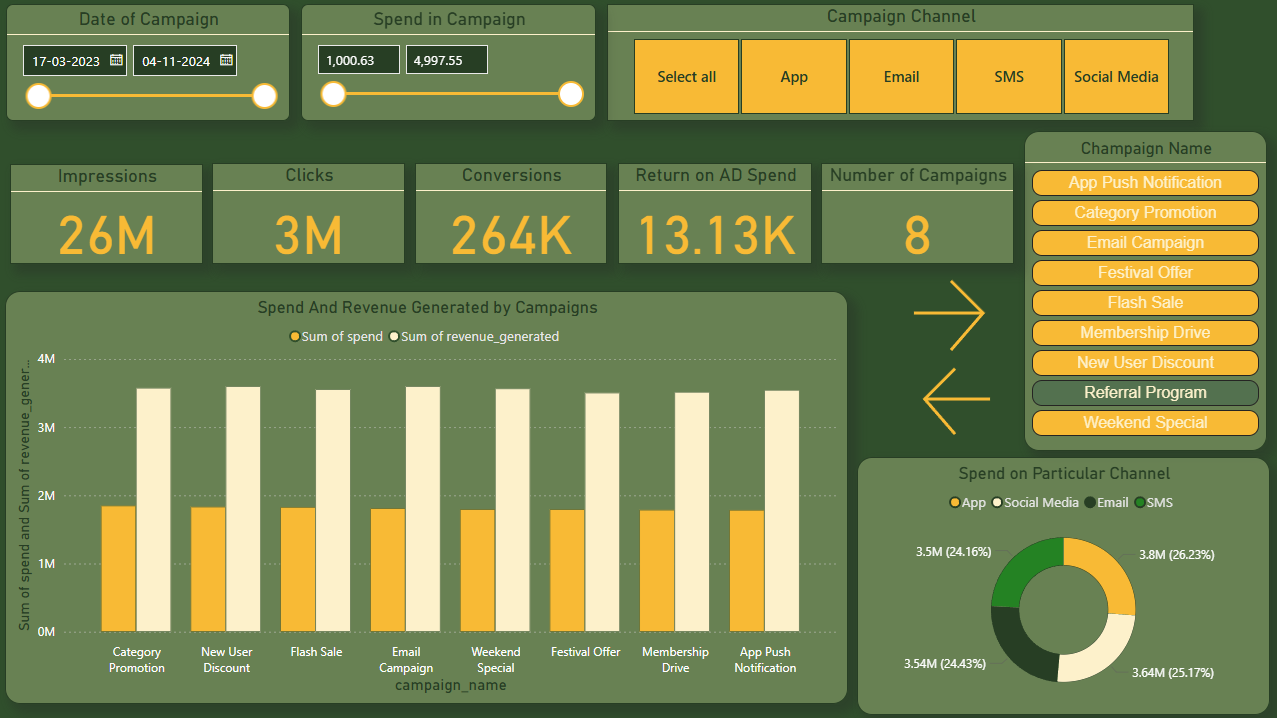 Date of Campaign
17-03-2023
04-11-2024
Spend in Campaign
1,000.63
4,997.55
Campaign Channel
Select all
App
Email
SMS
Social Media
Impressions
26M
Clicks
3M
Conversions
264K
Return on AD Spend
13.13K
Number of Campaigns
8
Champaign Name
App Push Notification
Category Promotion
Email Campaign
Festival Offer
Flash Sale
Membership Drive
New User Discount
Referral Program
Weekend Special
Spend And Revenue Generated by Campaigns
Sum of spend
Sum of revenue_generated
Sum of spend and Sum of revenue_gener...
4M
3M
2M
1M
0M
Category
Promotion
New User
Discount
Flash Sale
Email
Campaign
Weekend
Special
Festival Offer
Membership
Drive
App Push
Notification
campaign_name
Spend on Particular Channel
App
Social Media
Email
SMS
3.5M (24.16%)
3.8M (26.23%)
3.54M (24.43%)
3.64M (25.17%)